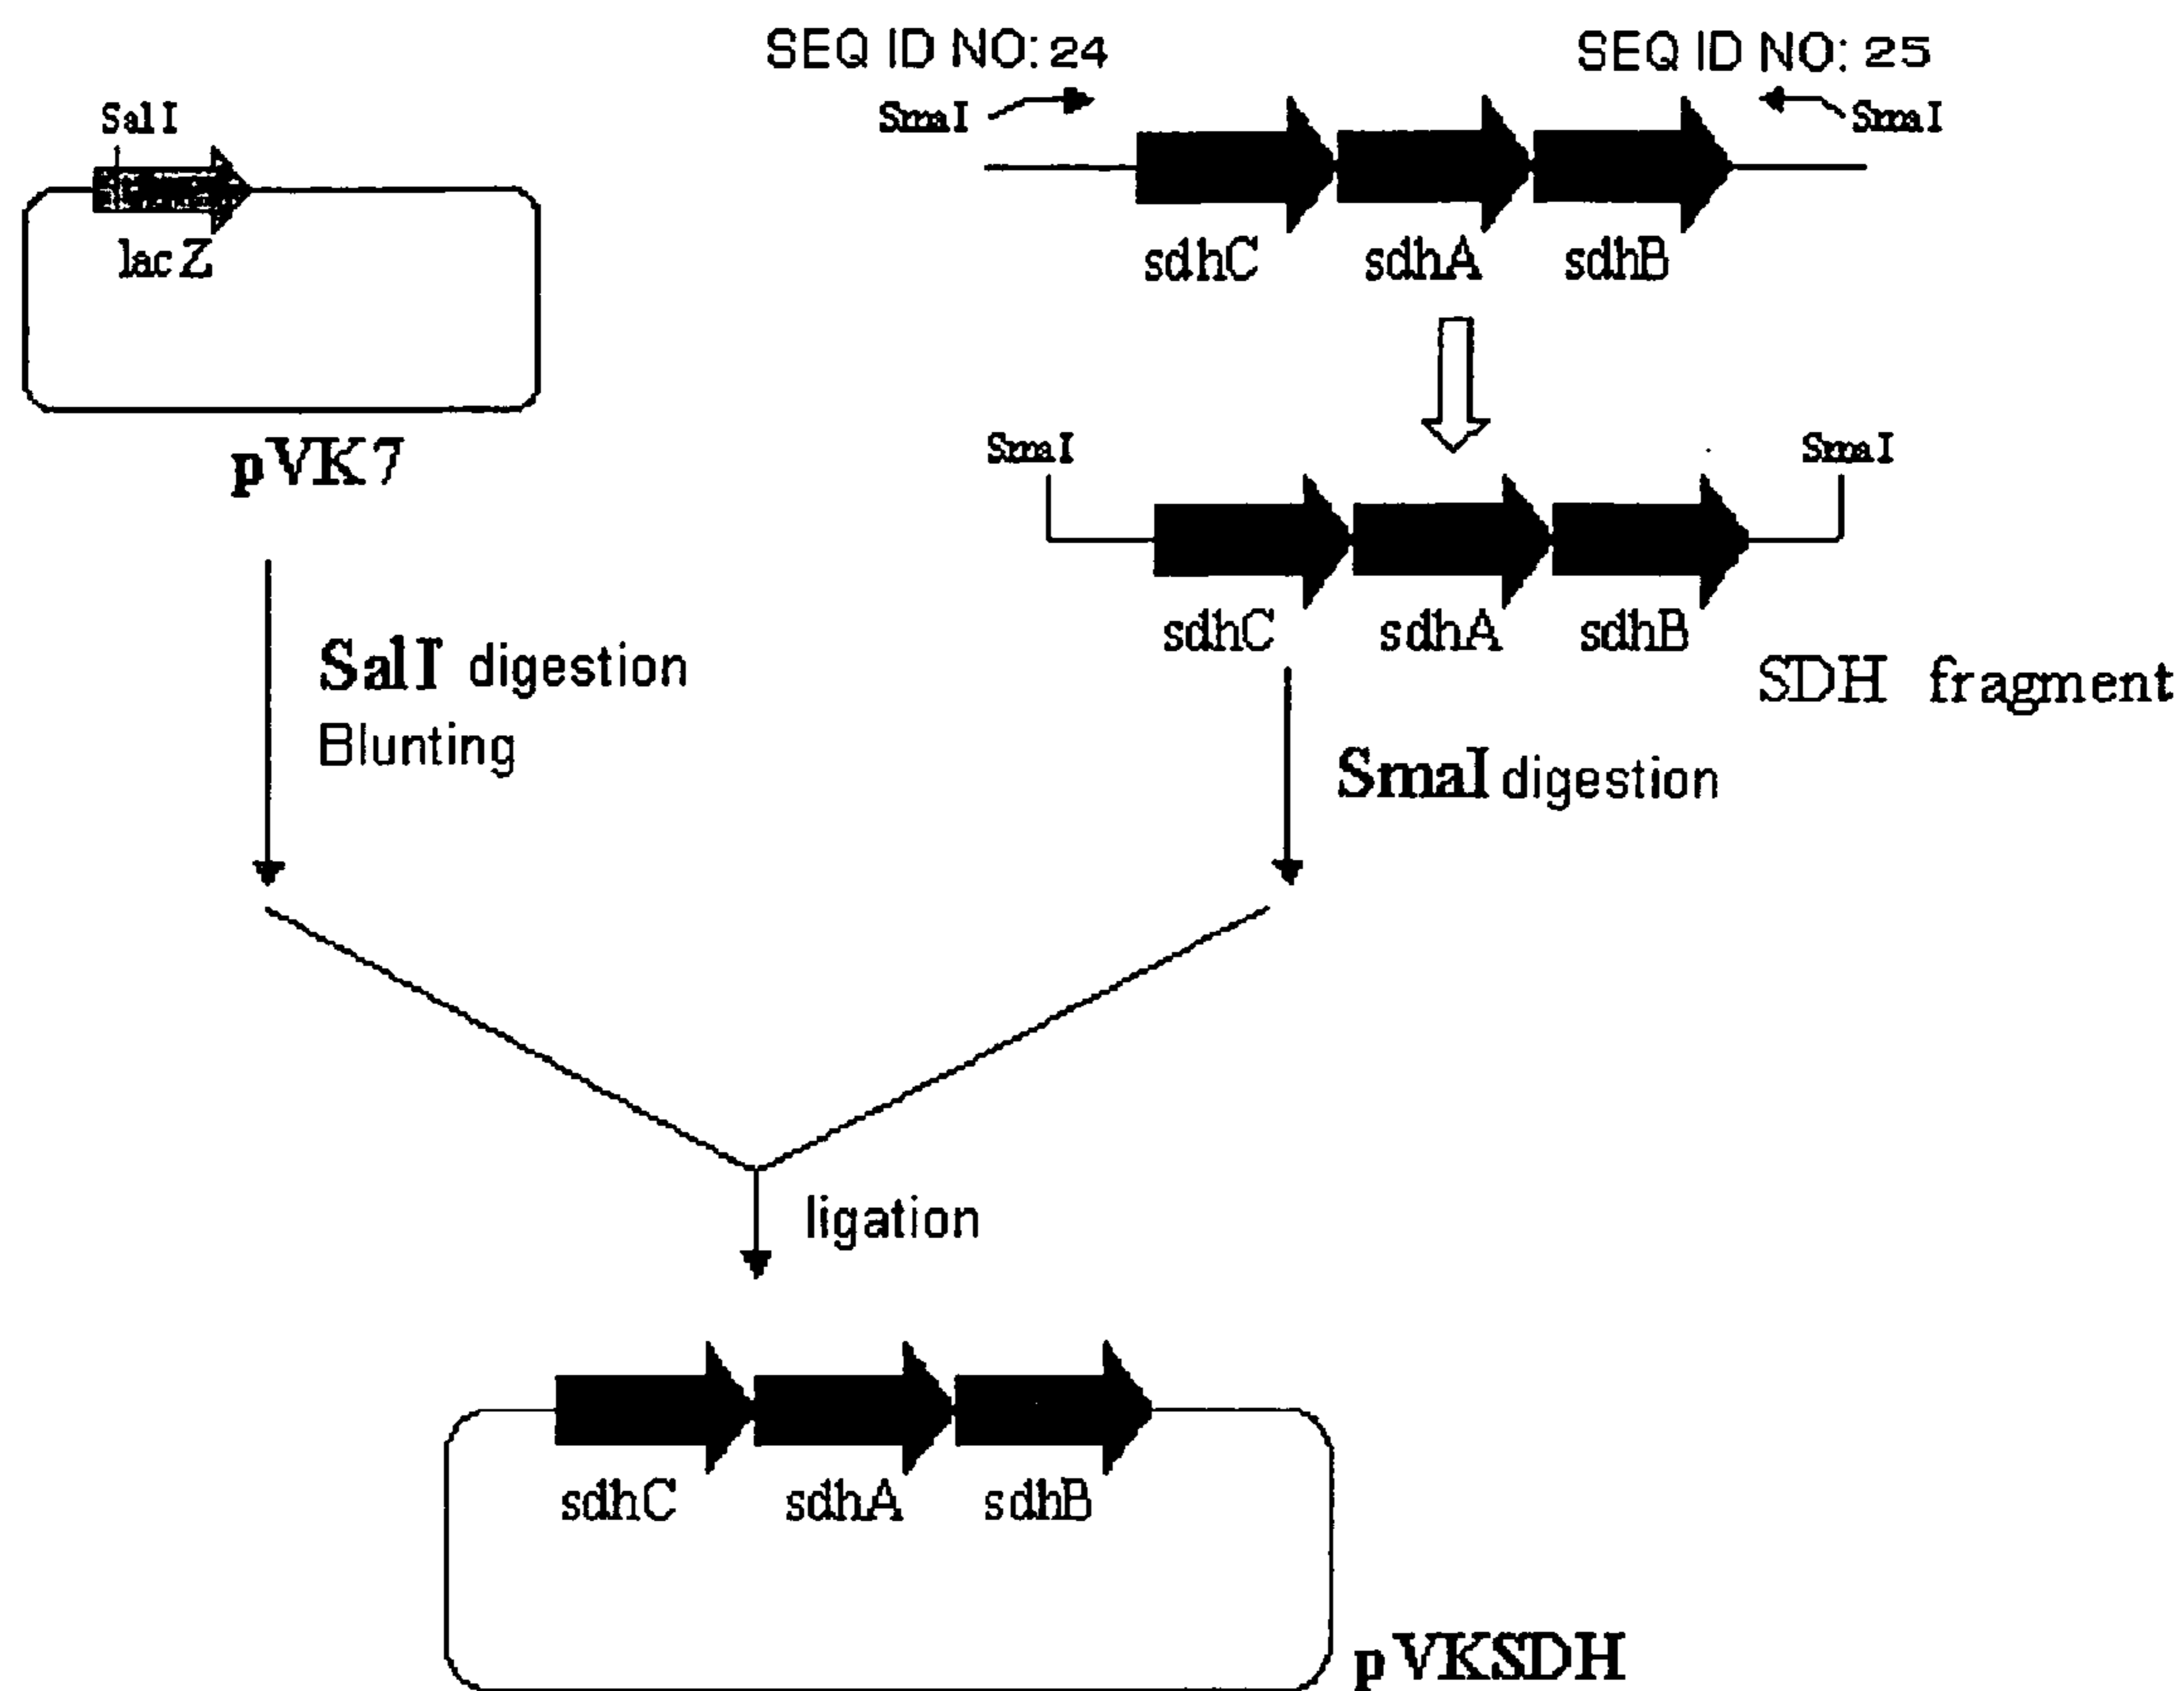 SEQ ID NO: 24
SEQ ID NO: 25
SalI
SmaI
SmaI
lacZ
sdhC
sdhA
sdhB
pVK7
SmaI
SmaI
sdhC
sdhA
sdhB
SDH fragment
SalI digestion
Blunting
SmaI digestion
ligation
sdhC
sdhA
sdhB
pVKSDH